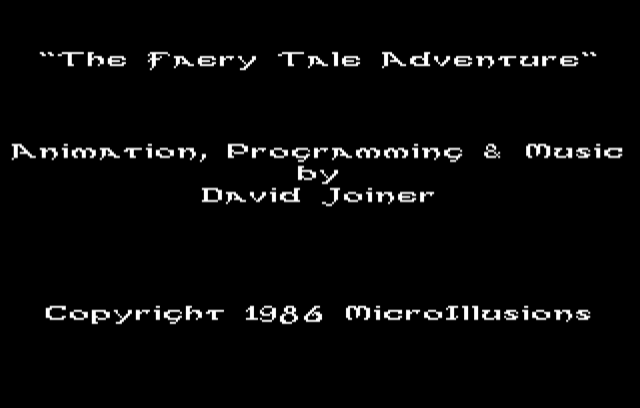 "The Faery Tale Adventure"
Animation, Programming & Music
by
David Joiner
Copyright 1986 MicroIllusions